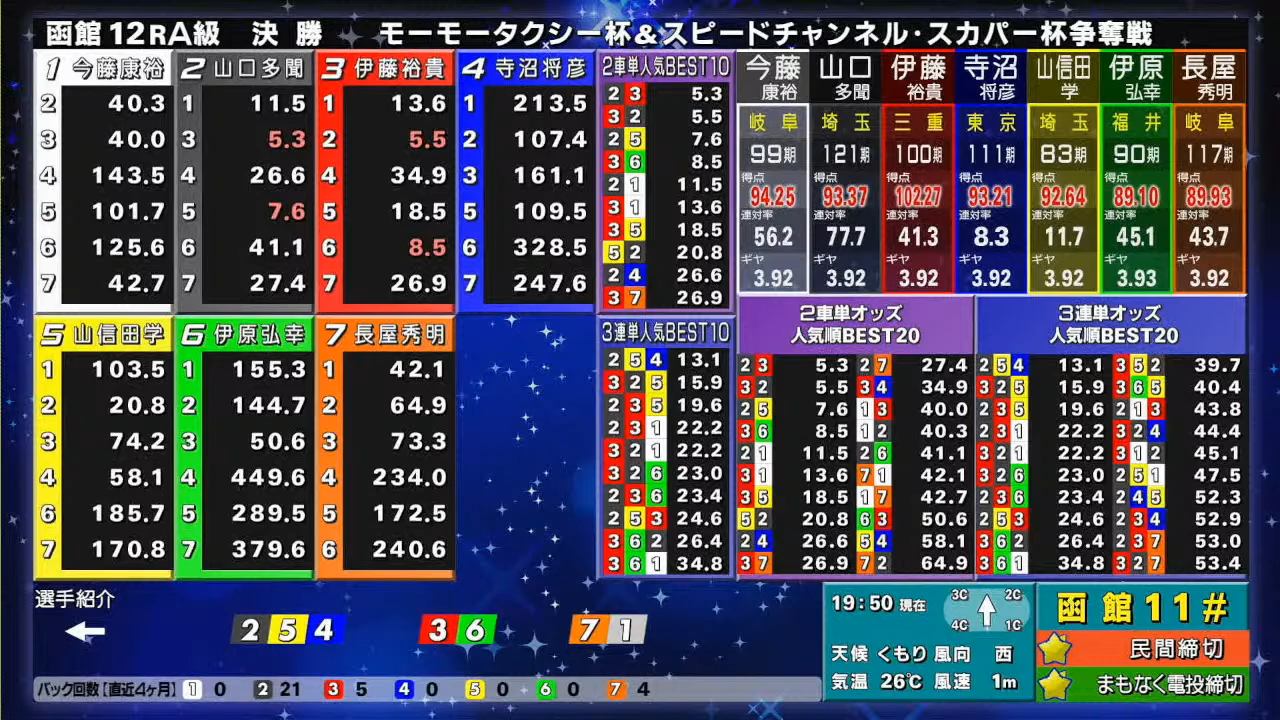 函館12RA級 決勝 モーモータクシー杯&スピードチャンネル・スカパー杯争奪戦
1 今藤康裕
2 40.3
3 40.0
4 143.5
5 101.7
6 125.6
7 42.7
2 山口多聞
1 11.5
3 5.3
4 26.6
5 7.6
6 41.1
7 27.4
3 伊藤裕貴
1 13.6
2 5.5
4 34.9
5 18.5
6 8.5
7 26.9
4 寺沼将彦
1 213.5
2 107.4
3 161.1
5 109.5
6 328.5
7 247.6
2車単人気BEST10
2 3 5.3
3 2 5.5
2 5 7.6
3 6 8.5
2 1 11.5
3 1 13.6
3 5 18.5
5 2 20.8
2 4 26.6
3 7 26.9
今藤 山口 伊藤 寺沼 山信田 伊原 長屋
康裕 多聞 裕貴 将彦 学 弘幸 秀明
岐阜 埼玉 三重 東京 埼玉 福井 岐阜
99期 121期 100期 111期 83期 90期 117期
得点 得点 得点 得点 得点 得点 得点
94.25 93.37 102.27 93.21 92.64 89.10 89.93
連対率 連対率 連対率 連対率 連対率 連対率 連対率
56.2 77.7 41.3 8.3 11.7 45.1 43.7
ギヤ ギヤ ギヤ ギヤ ギヤ ギヤ ギヤ
3.92 3.92 3.92 3.92 3.92 3.93 3.92
5 山信田学
1 103.5
2 20.8
3 74.2
4 58.1
6 185.7
7 170.8
6 伊原弘幸
1 155.3
2 144.7
3 50.6
4 449.6
5 289.5
7 379.6
7 長屋秀明
1 42.1
2 64.9
3 73.3
4 234.0
5 172.5
6 240.6
3連単人気BEST10
2 5 4 13.1
3 2 5 15.9
2 3 5 19.6
2 3 1 22.2
3 2 1 22.2
3 2 6 23.0
2 3 6 23.4
2 5 3 24.6
3 6 2 26.4
3 6 1 34.8
2車単オッズ
人気順BEST20
2 3 5.3 2 7 27.4
3 2 5.5 3 4 34.9
2 5 7.6 1 3 40.0
3 6 8.5 1 2 40.3
2 1 11.5 2 6 41.1
3 1 13.6 7 1 42.1
3 5 18.5 1 7 42.7
5 2 20.8 6 3 50.6
2 4 26.6 5 4 58.1
3 7 26.9 7 2 64.9
3連単オッズ
人気順BEST20
2 5 4 13.1 3 5 2 39.7
3 2 5 15.9 3 6 5 40.4
2 3 5 19.6 2 1 3 43.8
2 3 1 22.2 3 2 4 44.4
3 2 1 22.2 3 1 2 45.1
3 2 6 23.0 2 5 1 47.5
2 3 6 23.4 2 4 5 52.3
2 5 3 24.6 2 3 4 52.9
3 6 2 26.4 2 3 7 53.0
3 6 1 34.8 3 2 7 53.4
選手紹介
2 5 4 3 6 7 1
バック回数【直近4ヶ月】 1 0 2 21 3 5 4 0 5 0 6 0 7 4
19:50 現在
3C 2C
4C 1C
天候 くもり 風向 西
気温 26℃ 風速 1m
函館11#
民間締切
まもなく電投締切